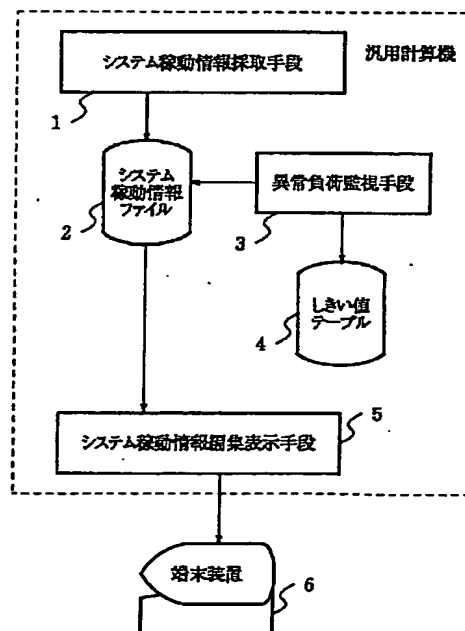 システム稼動情報採取手段
汎用計算機
1
システム
稼動情報
ファイル
2
異常負荷監視手段
3
しきい値
テーブル
4
5
システム稼動情報編集表示手段
端末装置
6